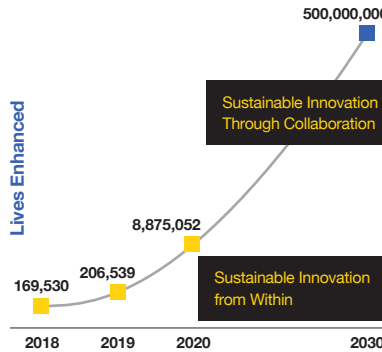 500,000,000
Sustainable Innovation
Through Collaboration
Lives Enhanced
8,875,052
206,539
169,530
Sustainable Innovation
from Within
2018 2019 2020 2030